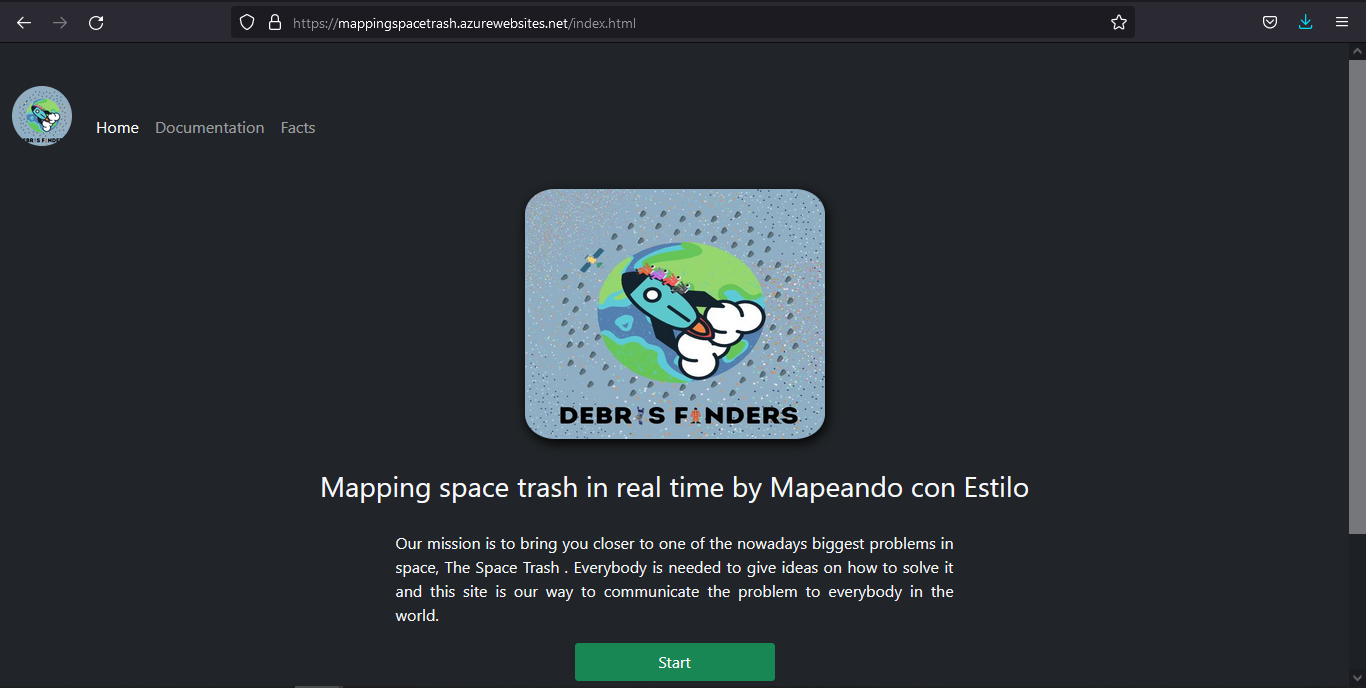 https://mappingspacetrash.azurewebsites.net/index.html
Home Documentation Facts
DEBRIS FINDERS
Mapping space trash in real time by Mapeando con Estilo
Our mission is to bring you closer to one of the nowadays biggest problems in
space, The Space Trash . Everybody is needed to give ideas on how to solve it
and this site is our way to communicate the problem to everybody in the
world.
Start